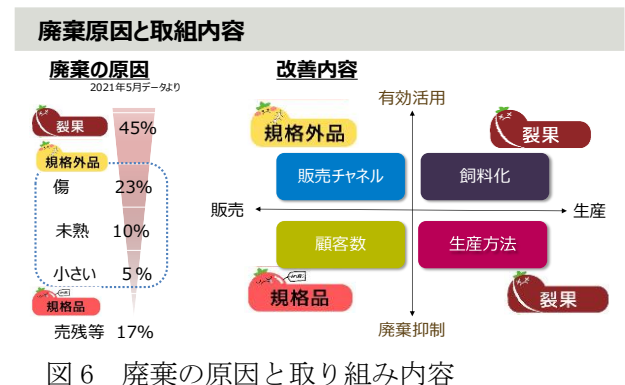 廃棄原因と取組内容
廃棄の原因
2021年5月データより
裂果 45%
規格外品
傷 23%
未熟 10%
小さい 5%
規格品
売残等 17%
改善内容
有効活用
規格外品
裂果
販売チャネル
飼料化
販売
生産
顧客数
生産方法
規格品
裂果
廃棄抑制
図6 廃棄の原因と取り組み内容